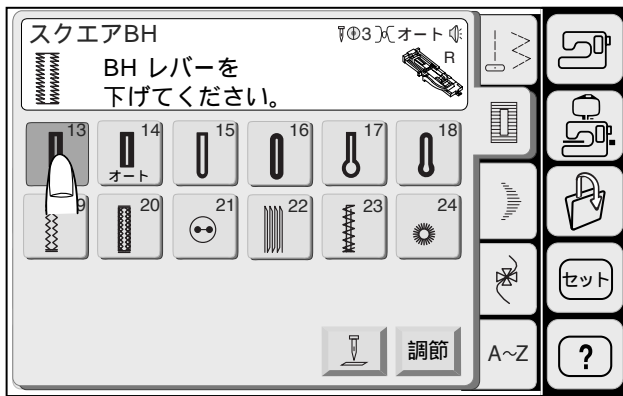 スクエアBH
3 オート
R
BH レバーを
下げてください。
13 14 15 16 17 18
オート
9 20 21 22 23 24
セット
調節 A~Z ?